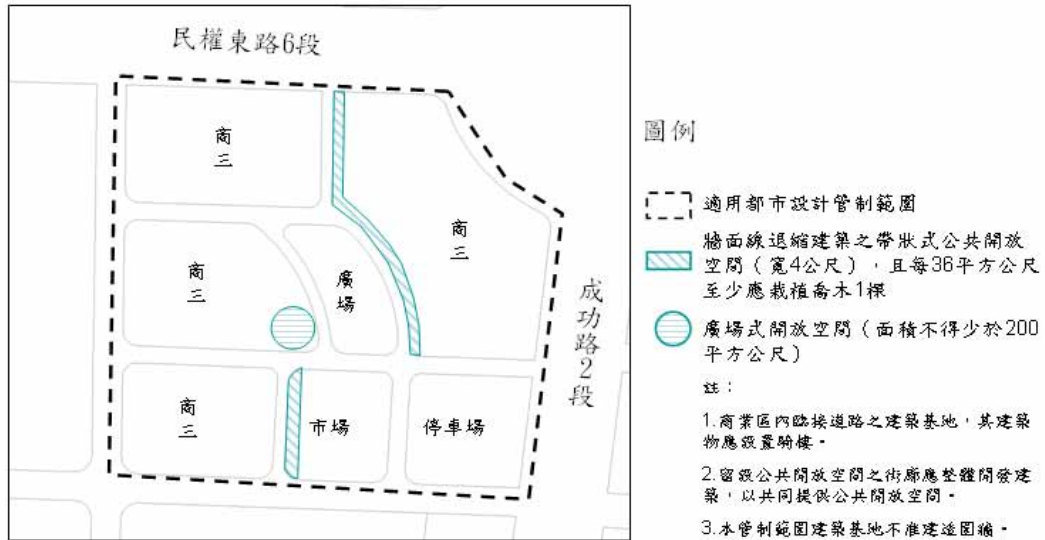 民權東路6段
商三
商三
商三
廣場
商三
市場
停車場
成功路2段
圖例
適用都市設計管制範圍
牆面線退縮建築之帶狀式公共開放
空間(寬4公尺),且每36平方公尺
至少應栽植喬木1棵
廣場式開放空間(面積不得少於200
平方公尺)
註:
1.商業區內臨接道路之建築基地,其建築
物應設置騎樓。
2.留設公共開放空間之街廓應整體開發建
築,以共同提供公共開放空間。
3.本管制範圍建築基地不准建造圍牆。